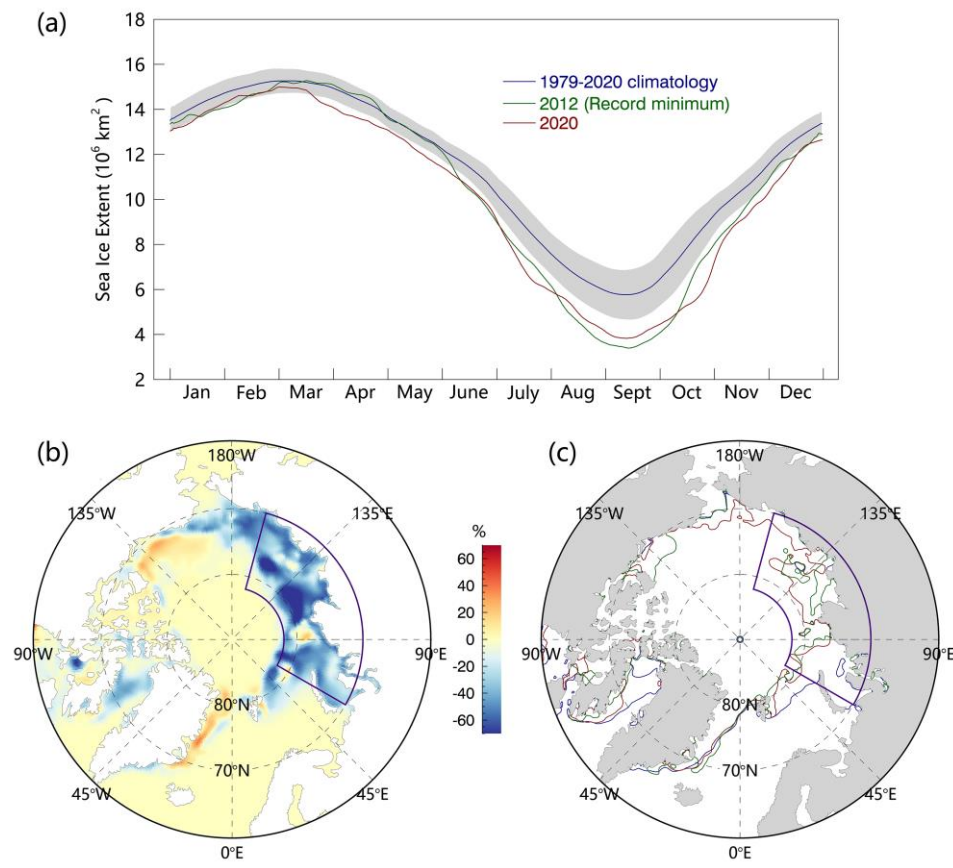 (a)
18
16
14
12
10
8
6
4
2
Sea Ice Extent (10⁶ km²)
1979-2020 climatology
2012 (Record minimum)
2020
Jan Feb Mar Apr May June July Aug Sept Oct Nov Dec
(b)
180°W
135°W
135°E
90°W
90°E
80°N
70°N
45°W
45°E
0°E
%
60
40
20
0
-20
-40
-60
(c)
180°W
135°W
135°E
90°W
90°E
80°N
70°N
45°W
45°E
0°E